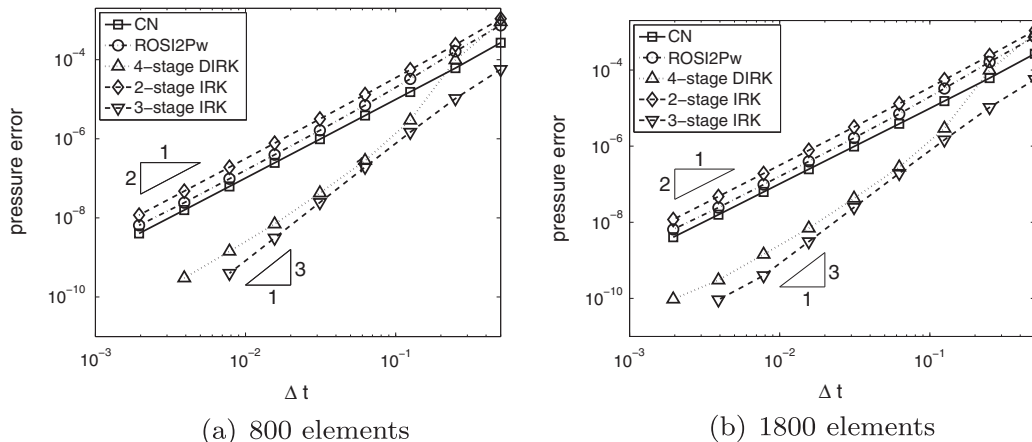 CN
ROSI2Pw
4-stage DIRK
2-stage IRK
3-stage IRK
pressure error
10⁻⁴
10⁻⁶
10⁻⁸
10⁻¹⁰
1
2
3
1
10⁻³
10⁻²
10⁻¹
Δ t
(a) 800 elements
CN
ROSI2Pw
4-stage DIRK
2-stage IRK
3-stage IRK
pressure error
10⁻⁴
10⁻⁶
10⁻⁸
10⁻¹⁰
1
2
3
1
10⁻³
10⁻²
10⁻¹
Δ t
(b) 1800 elements